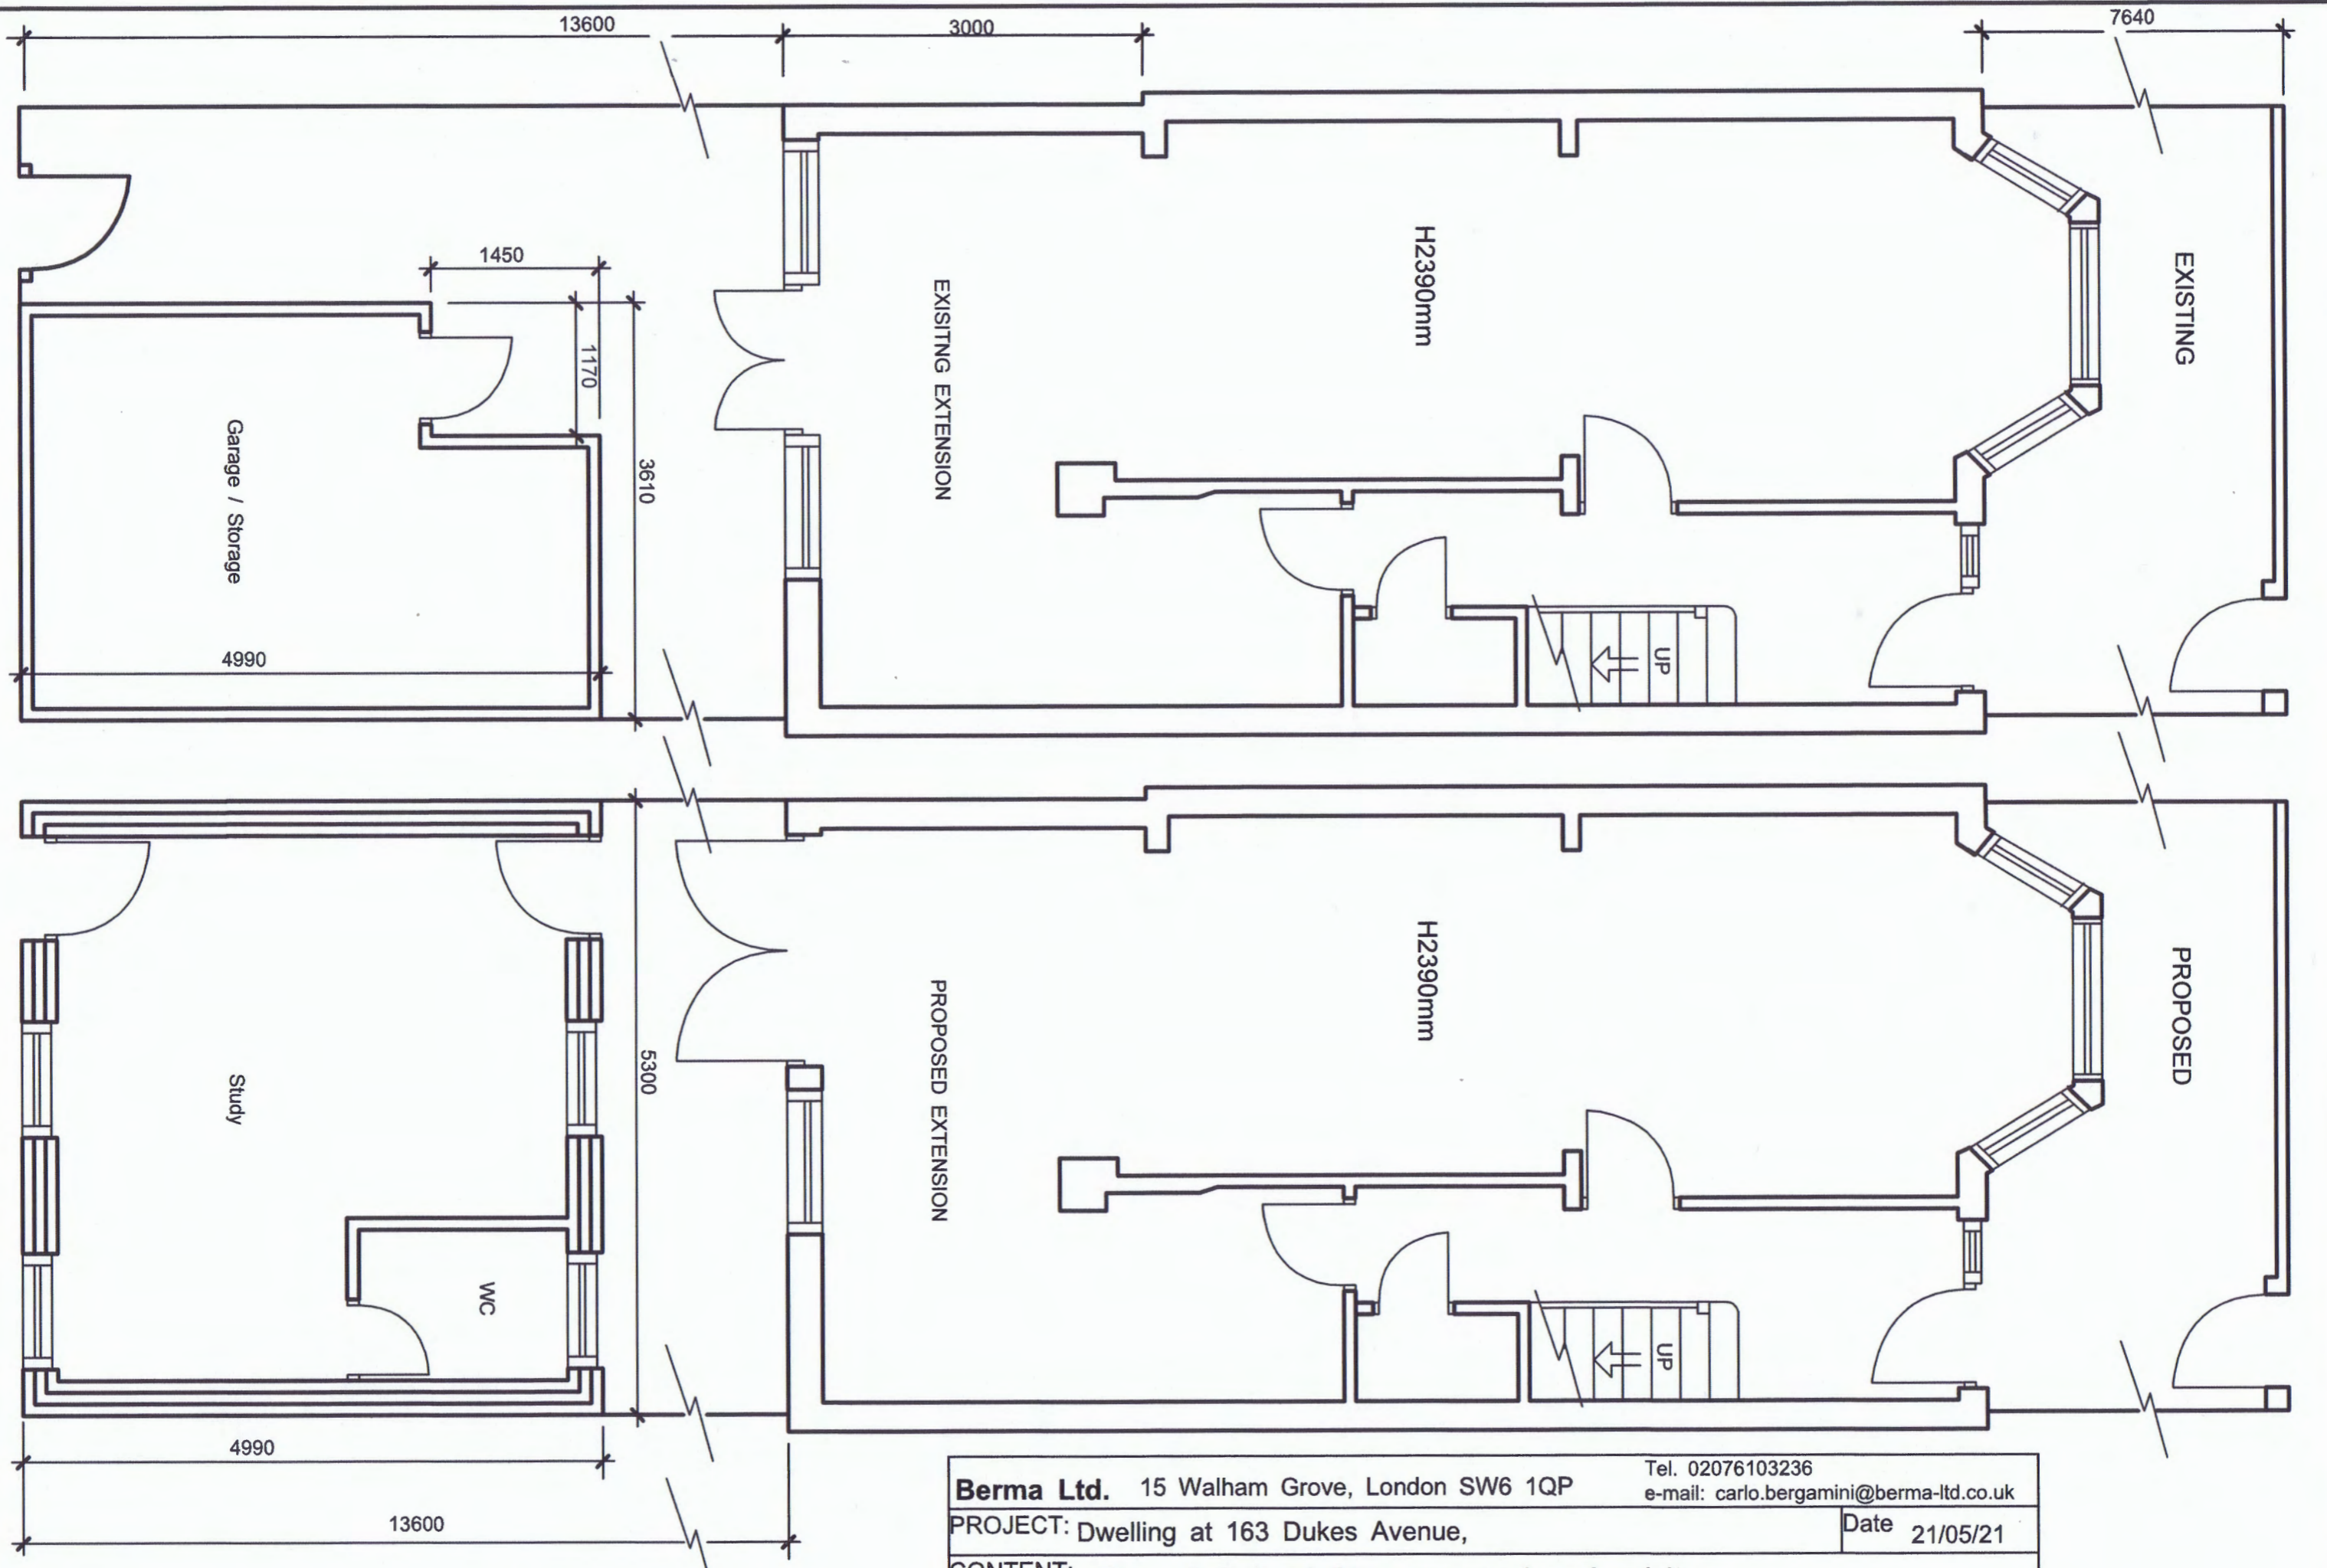 13600
3000
7640
1450
1170
3610
4990
Garage / Storage
EXISITNG EXTENSION
H2390mm
EXISTING
UP
5300
Study
WC
PROPOSED EXTENSION
H2390mm
PROPOSED
UP
4990
13600
Berma Ltd. 15 Walham Grove, London SW6 1QP
Tel. 02076103236
e-mail: carlo.bergamini@berma-ltd.co.uk
PROJECT: Dwelling at 163 Dukes Avenue,
Date 21/05/21
CONTENT: